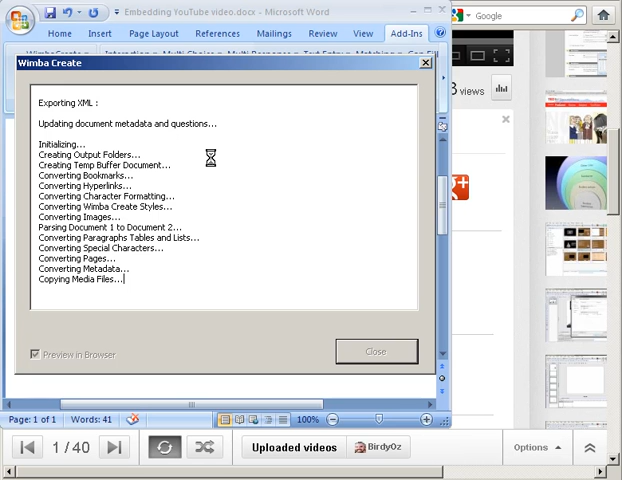 Embedding YouTube video.docx - Microsoft Word
Google
Home Insert Page Layout References Mailings Review View Add-Ins
Wimba Create
views
Exporting XML :
Updating document metadata and questions...
Initializing...
Creating Output Folders...
Creating Temp Buffer Document...
Converting Bookmarks...
Converting Hyperlinks...
Converting Character Formatting...
Converting Wimba Create Styles...
Converting Images...
Parsing Document 1 to Document 2...
Converting Paragraphs Tables and Lists...
Converting Special Characters...
Converting Pages...
Converting Metadata...
Copying Media Files...
Preview in Browser
Close
Page: 1 of 1 Words: 41 100%
1 / 40 Uploaded videos BirdyOz Options